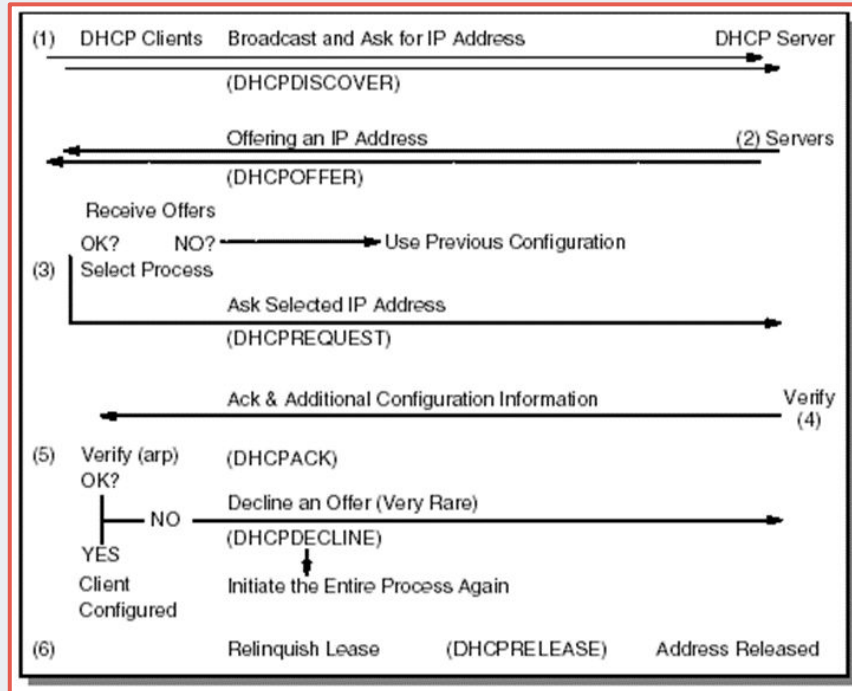 (1) DHCP Clients Broadcast and Ask for IP Address DHCP Server
(DHCPDISCOVER)
Offering an IP Address (2) Servers
(DHCPOFFER)
Receive Offers
OK? NO? Use Previous Configuration
(3) Select Process
Ask Selected IP Address
(DHCPREQUEST)
Ack & Additional Configuration Information Verify
(4)
(5) Verify (arp) (DHCPACK)
OK?
Decline an Offer (Very Rare)
NO
(DHCPDECLINE)
YES
Client Initiate the Entire Process Again
Configured
(6) Relinquish Lease (DHCPRELEASE) Address Released